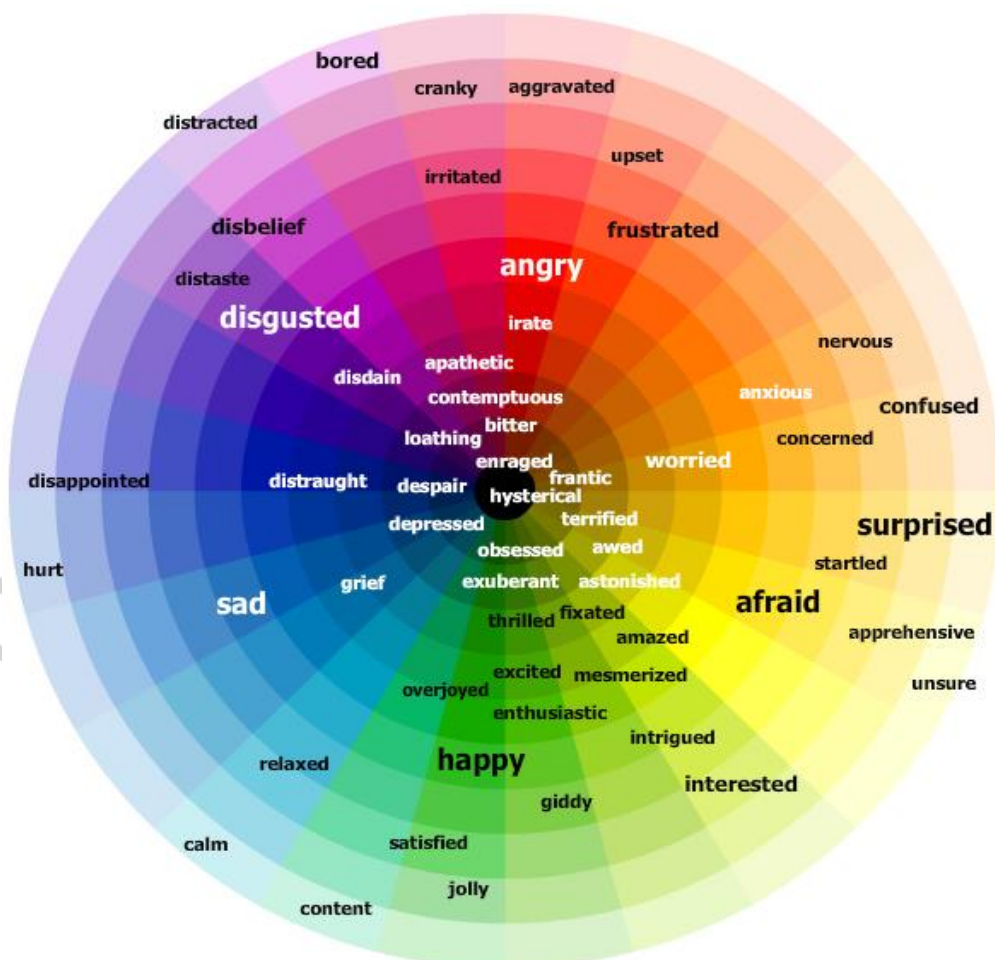 bored
cranky
aggravated
distracted
upset
irritated
disbelief
frustrated
angry
distaste
disgusted
irate
nervous
apathetic
disdain
anxious
contemptuous
confused
bitter
loathing
concerned
enraged
worried
disappointed
distraught
despair
frantic
hysterical
depressed
terrified
surprised
obsessed
awed
startled
hurt
grief
exuberant
astonished
sad
afraid
thrilled
fixated
amazed
apprehensive
excited
mesmerized
unsure
overjoyed
enthusiastic
intrigued
relaxed
happy
interested
giddy
calm
satisfied
jolly
content